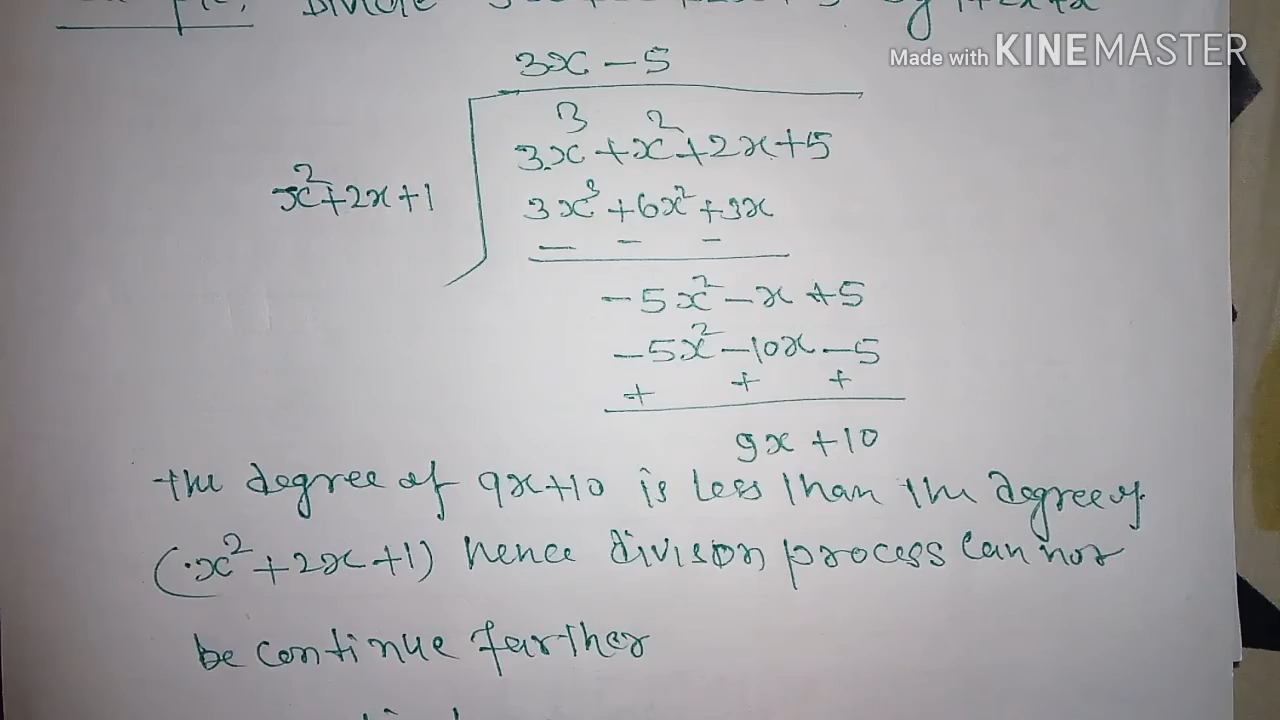 Made with KINEMASTER
3x - 5
x² + 2x + 1
3x³ + x² + 2x + 5
3x³ + 6x² + 3x
- - -
-5x² - x + 5
-5x² - 10x - 5
+ + +
9x + 10
the degree of 9x+10 is less than the degree of
(x² + 2x + 1) hence divison process can not
be continue farther